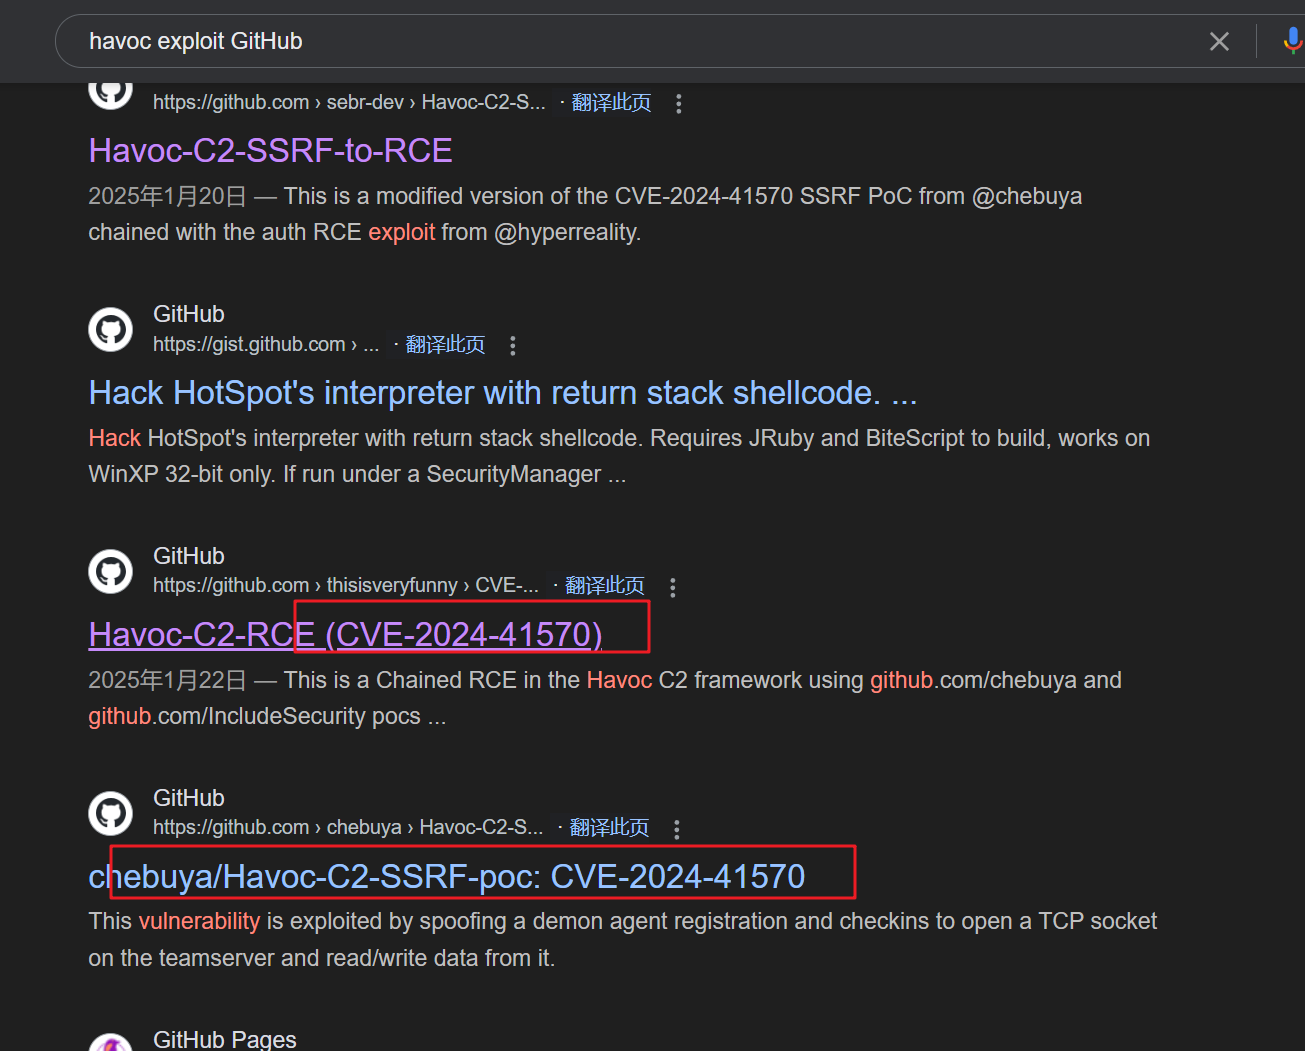 havoc exploit GitHub
https://github.com › sebr-dev › Havoc-C2-S... · 翻译此页
Havoc-C2-SSRF-to-RCE
2025年1月20日 — This is a modified version of the CVE-2024-41570 SSRF PoC from @chebuya
chained with the auth RCE exploit from @hyperreality.
GitHub
https://gist.github.com › ... · 翻译此页
Hack HotSpot's interpreter with return stack shellcode. ...
Hack HotSpot's interpreter with return stack shellcode. Requires JRuby and BiteScript to build, works on
WinXP 32-bit only. If run under a SecurityManager ...
GitHub
https://github.com › thisisveryfunny › CVE-... · 翻译此页
Havoc-C2-RCE (CVE-2024-41570)
2025年1月22日 — This is a Chained RCE in the Havoc C2 framework using github.com/chebuya and
github.com/IncludeSecurity pocs ...
GitHub
https://github.com › chebuya › Havoc-C2-S... · 翻译此页
chebuya/Havoc-C2-SSRF-poc: CVE-2024-41570
This vulnerability is exploited by spoofing a demon agent registration and checkins to open a TCP socket
on the teamserver and read/write data from it.
GitHub Pages